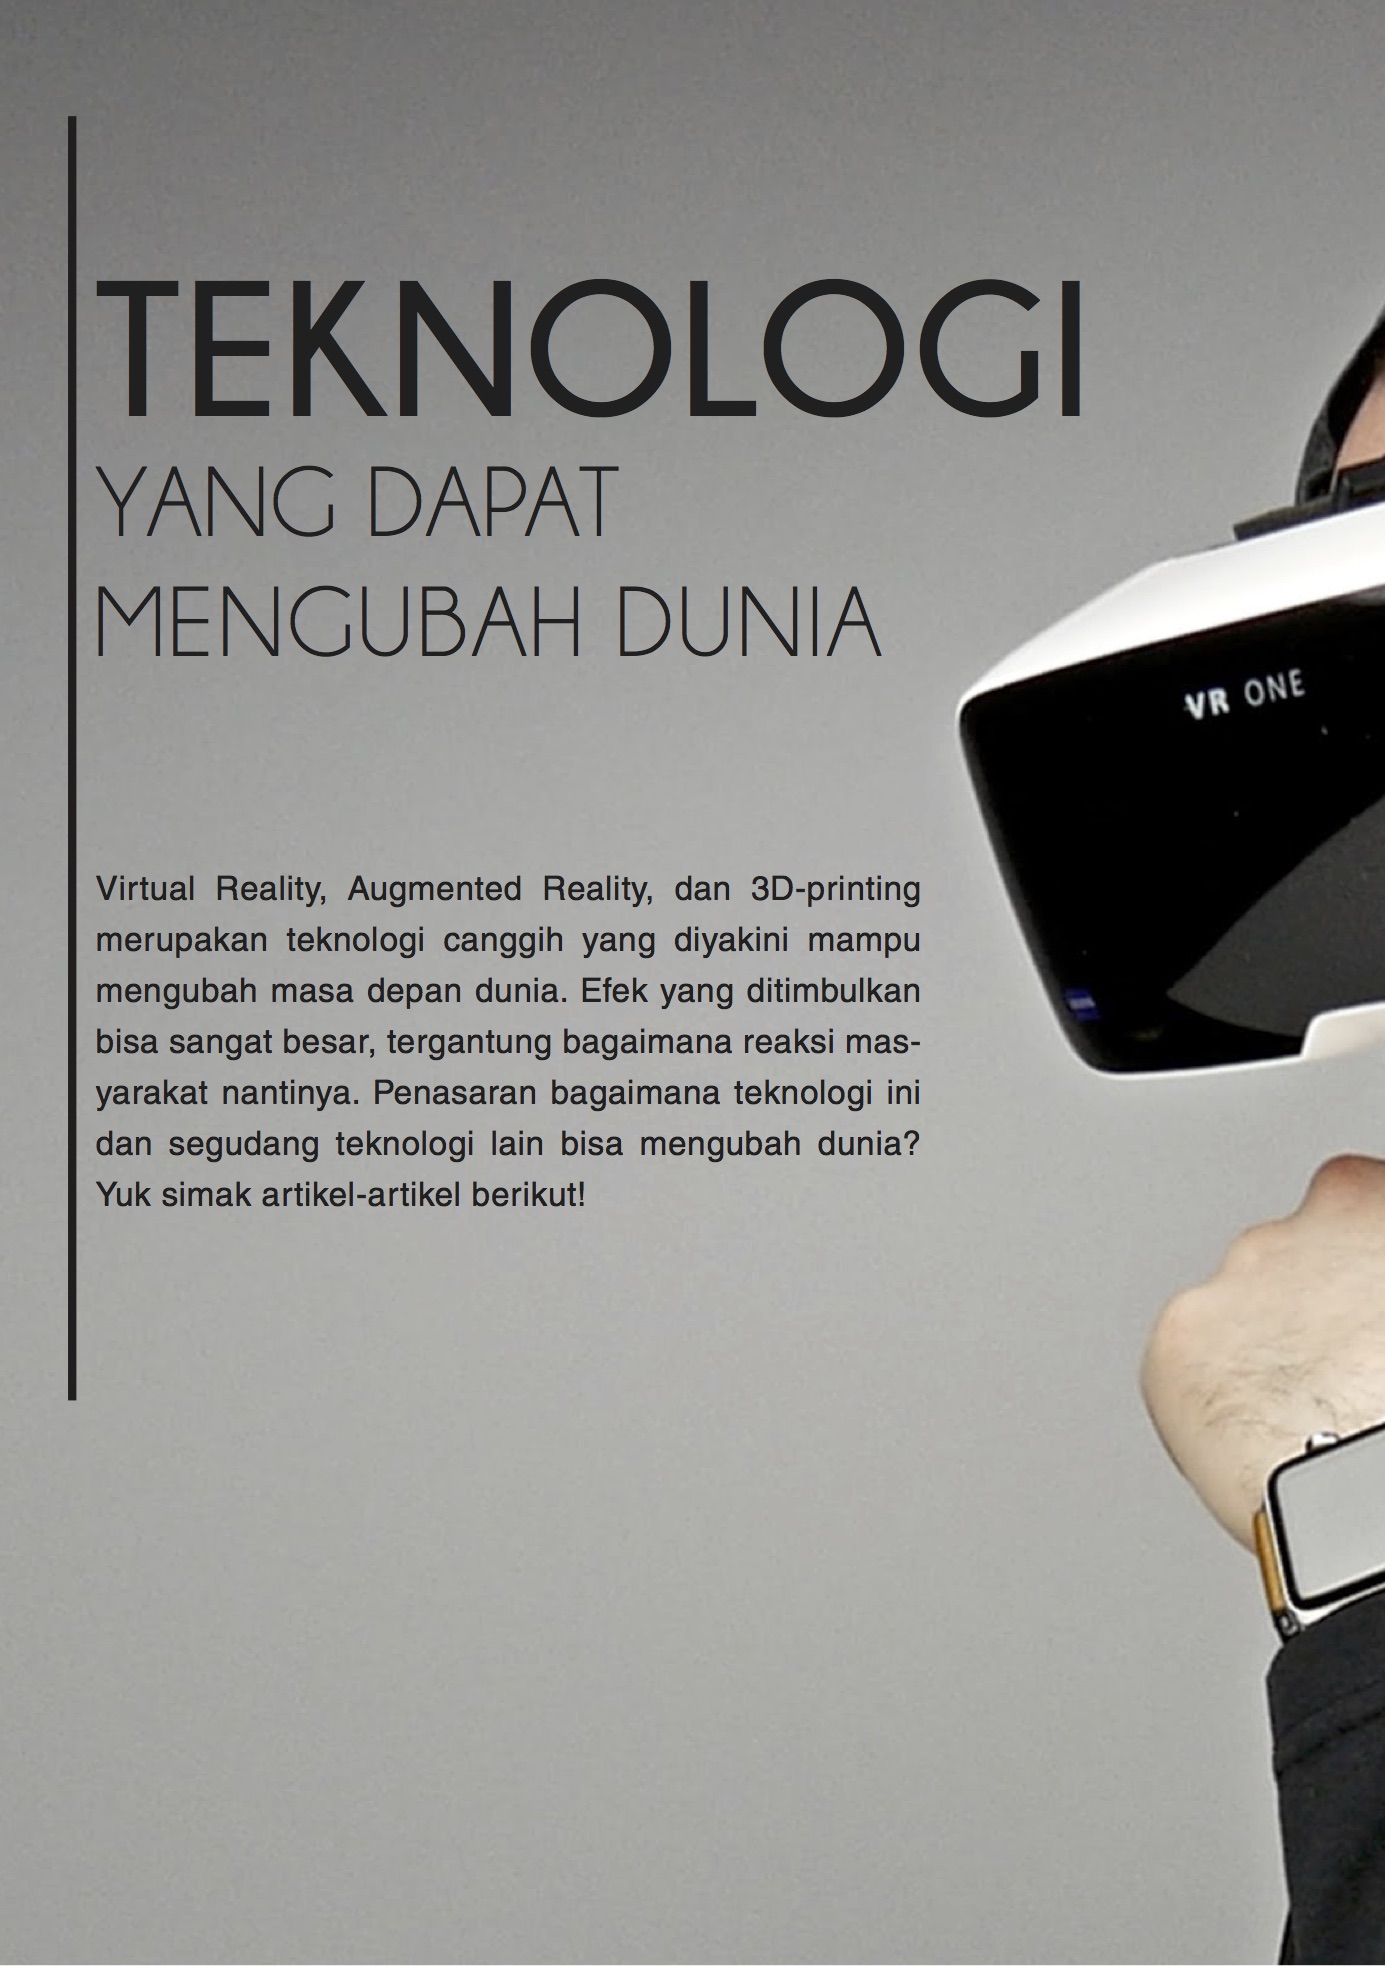 TEKNOLOGI
YANG DAPAT
MENGUBAH DUNIA
VR ONE
Virtual Reality, Augmented Reality, dan 3D-printing
merupakan teknologi canggih yang diyakini mampu
mengubah masa depan dunia. Efek yang ditimbulkan
bisa sangat besar, tergantung bagaimana reaksi mas-
yarakat nantinya. Penasaran bagaimana teknologi ini
dan segudang teknologi lain bisa mengubah dunia?
Yuk simak artikel-artikel berikut!